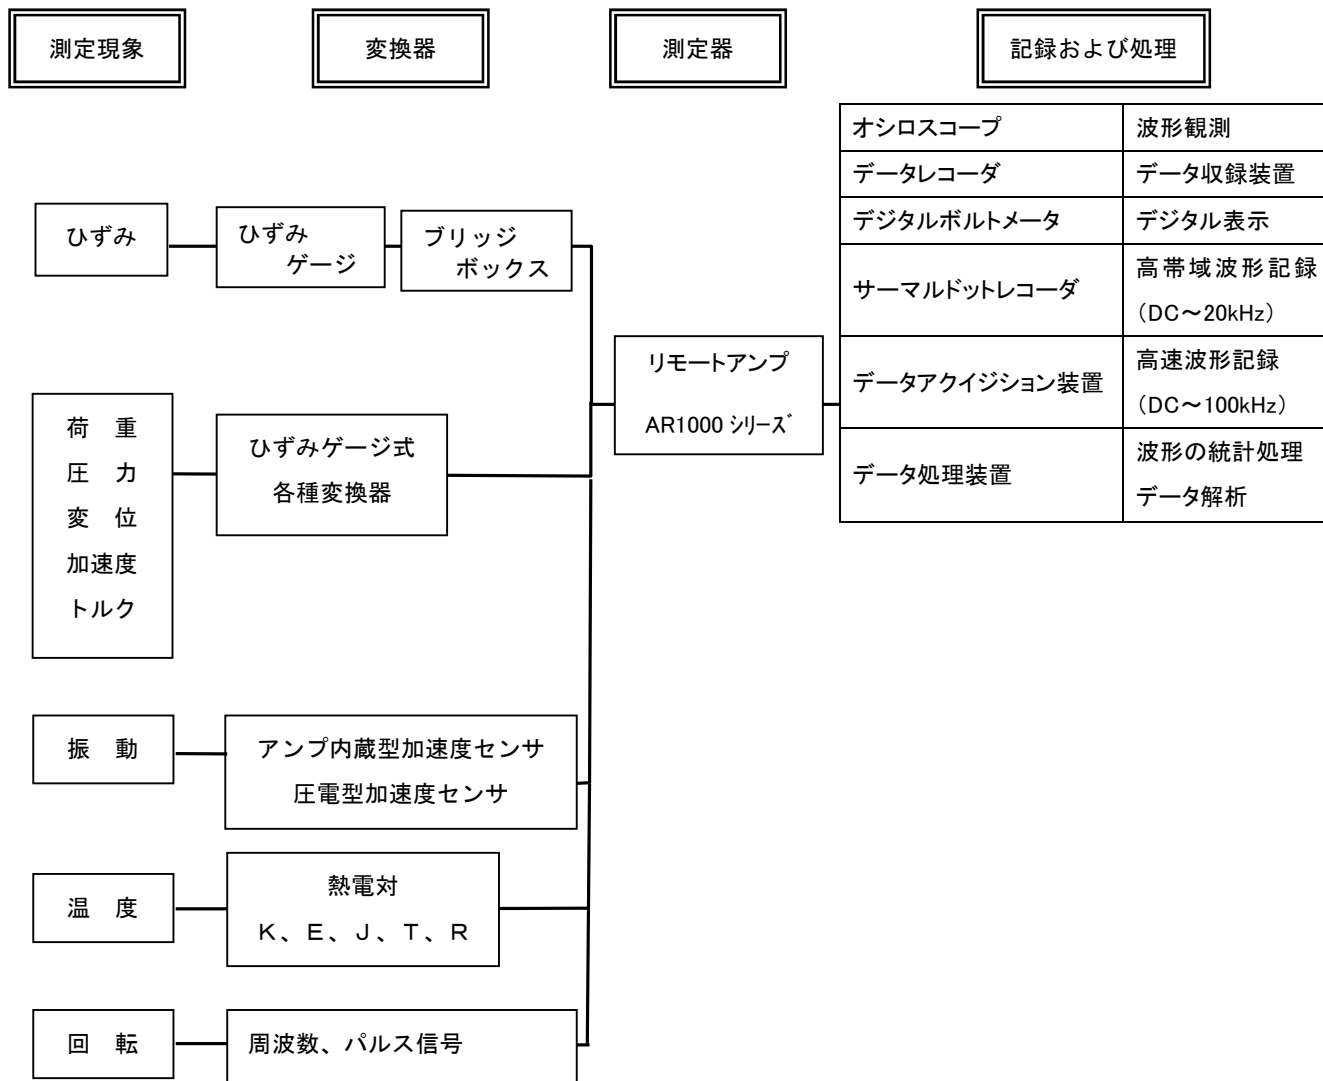 測定現象
変換器
測定器
記録および処理
オシロスコープ 波形観測
データレコーダ データ収録装置
デジタルボルトメータ デジタル表示
サーマルドットレコーダ 高帯域波形記録
(DC～20kHz)
データアクイジション装置 高速波形記録
(DC～100kHz)
データ処理装置 波形の統計処理
データ解析
ひずみ
ひずみ
ゲージ
ブリッジ
ボックス
リモートアンプ
AR1000 ｼﾘｰｽﾞ
荷 重
圧 力
変 位
加速度
トルク
ひずみゲージ式
各種変換器
振 動
アンプ内蔵型加速度センサ
圧電型加速度センサ
温 度
熱電対
Ｋ、Ｅ、Ｊ、Ｔ、Ｒ
回 転
周波数、パルス信号